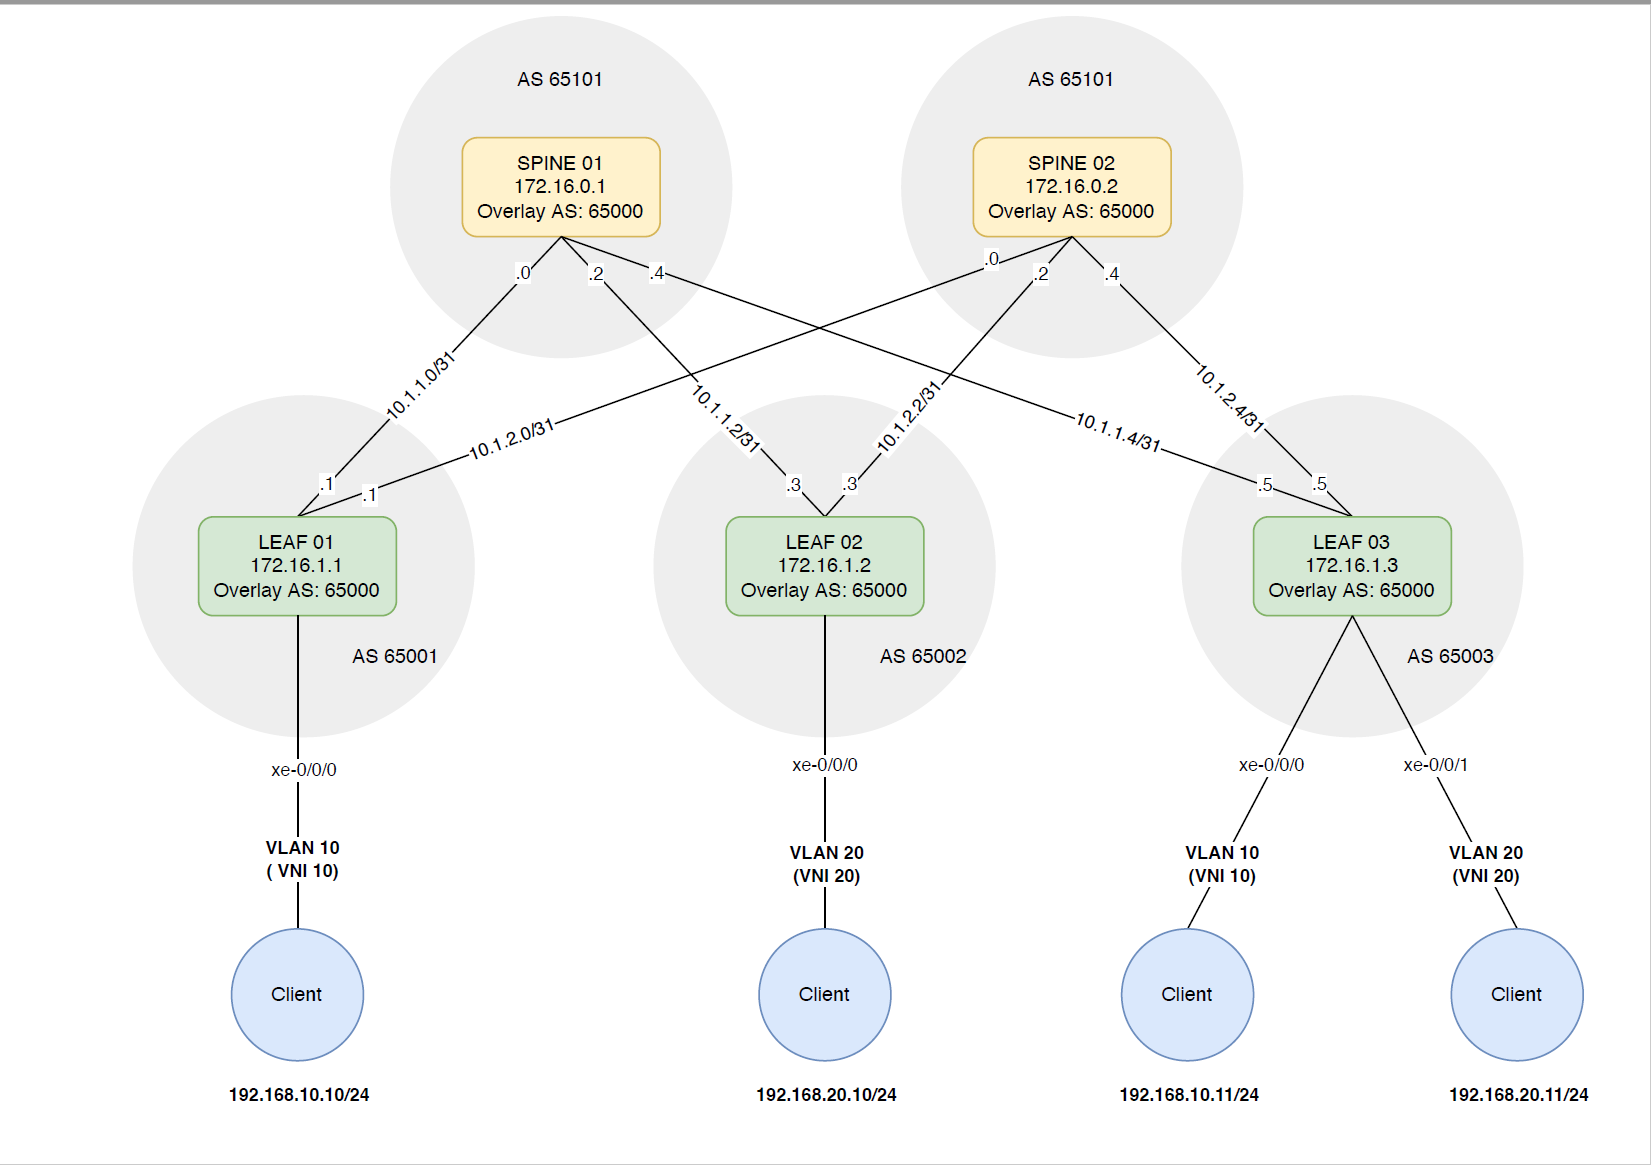 AS 65101
AS 65101
SPINE 01
172.16.0.1
Overlay AS: 65000
SPINE 02
172.16.0.2
Overlay AS: 65000
.0
.2
.4
.0
.2
.4
10.1.1.0/31
10.1.2.0/31
10.1.1.2/31
10.1.2.2/31
10.1.1.4/31
10.1.2.4/31
.1
.1
.3
.3
.5
.5
LEAF 01
172.16.1.1
Overlay AS: 65000
LEAF 02
172.16.1.2
Overlay AS: 65000
LEAF 03
172.16.1.3
Overlay AS: 65000
AS 65001
AS 65002
AS 65003
xe-0/0/0
xe-0/0/0
xe-0/0/0
xe-0/0/1
VLAN 10
( VNI 10)
VLAN 20
(VNI 20)
VLAN 10
(VNI 10)
VLAN 20
(VNI 20)
Client
Client
Client
Client
192.168.10.10/24
192.168.20.10/24
192.168.10.11/24
192.168.20.11/24